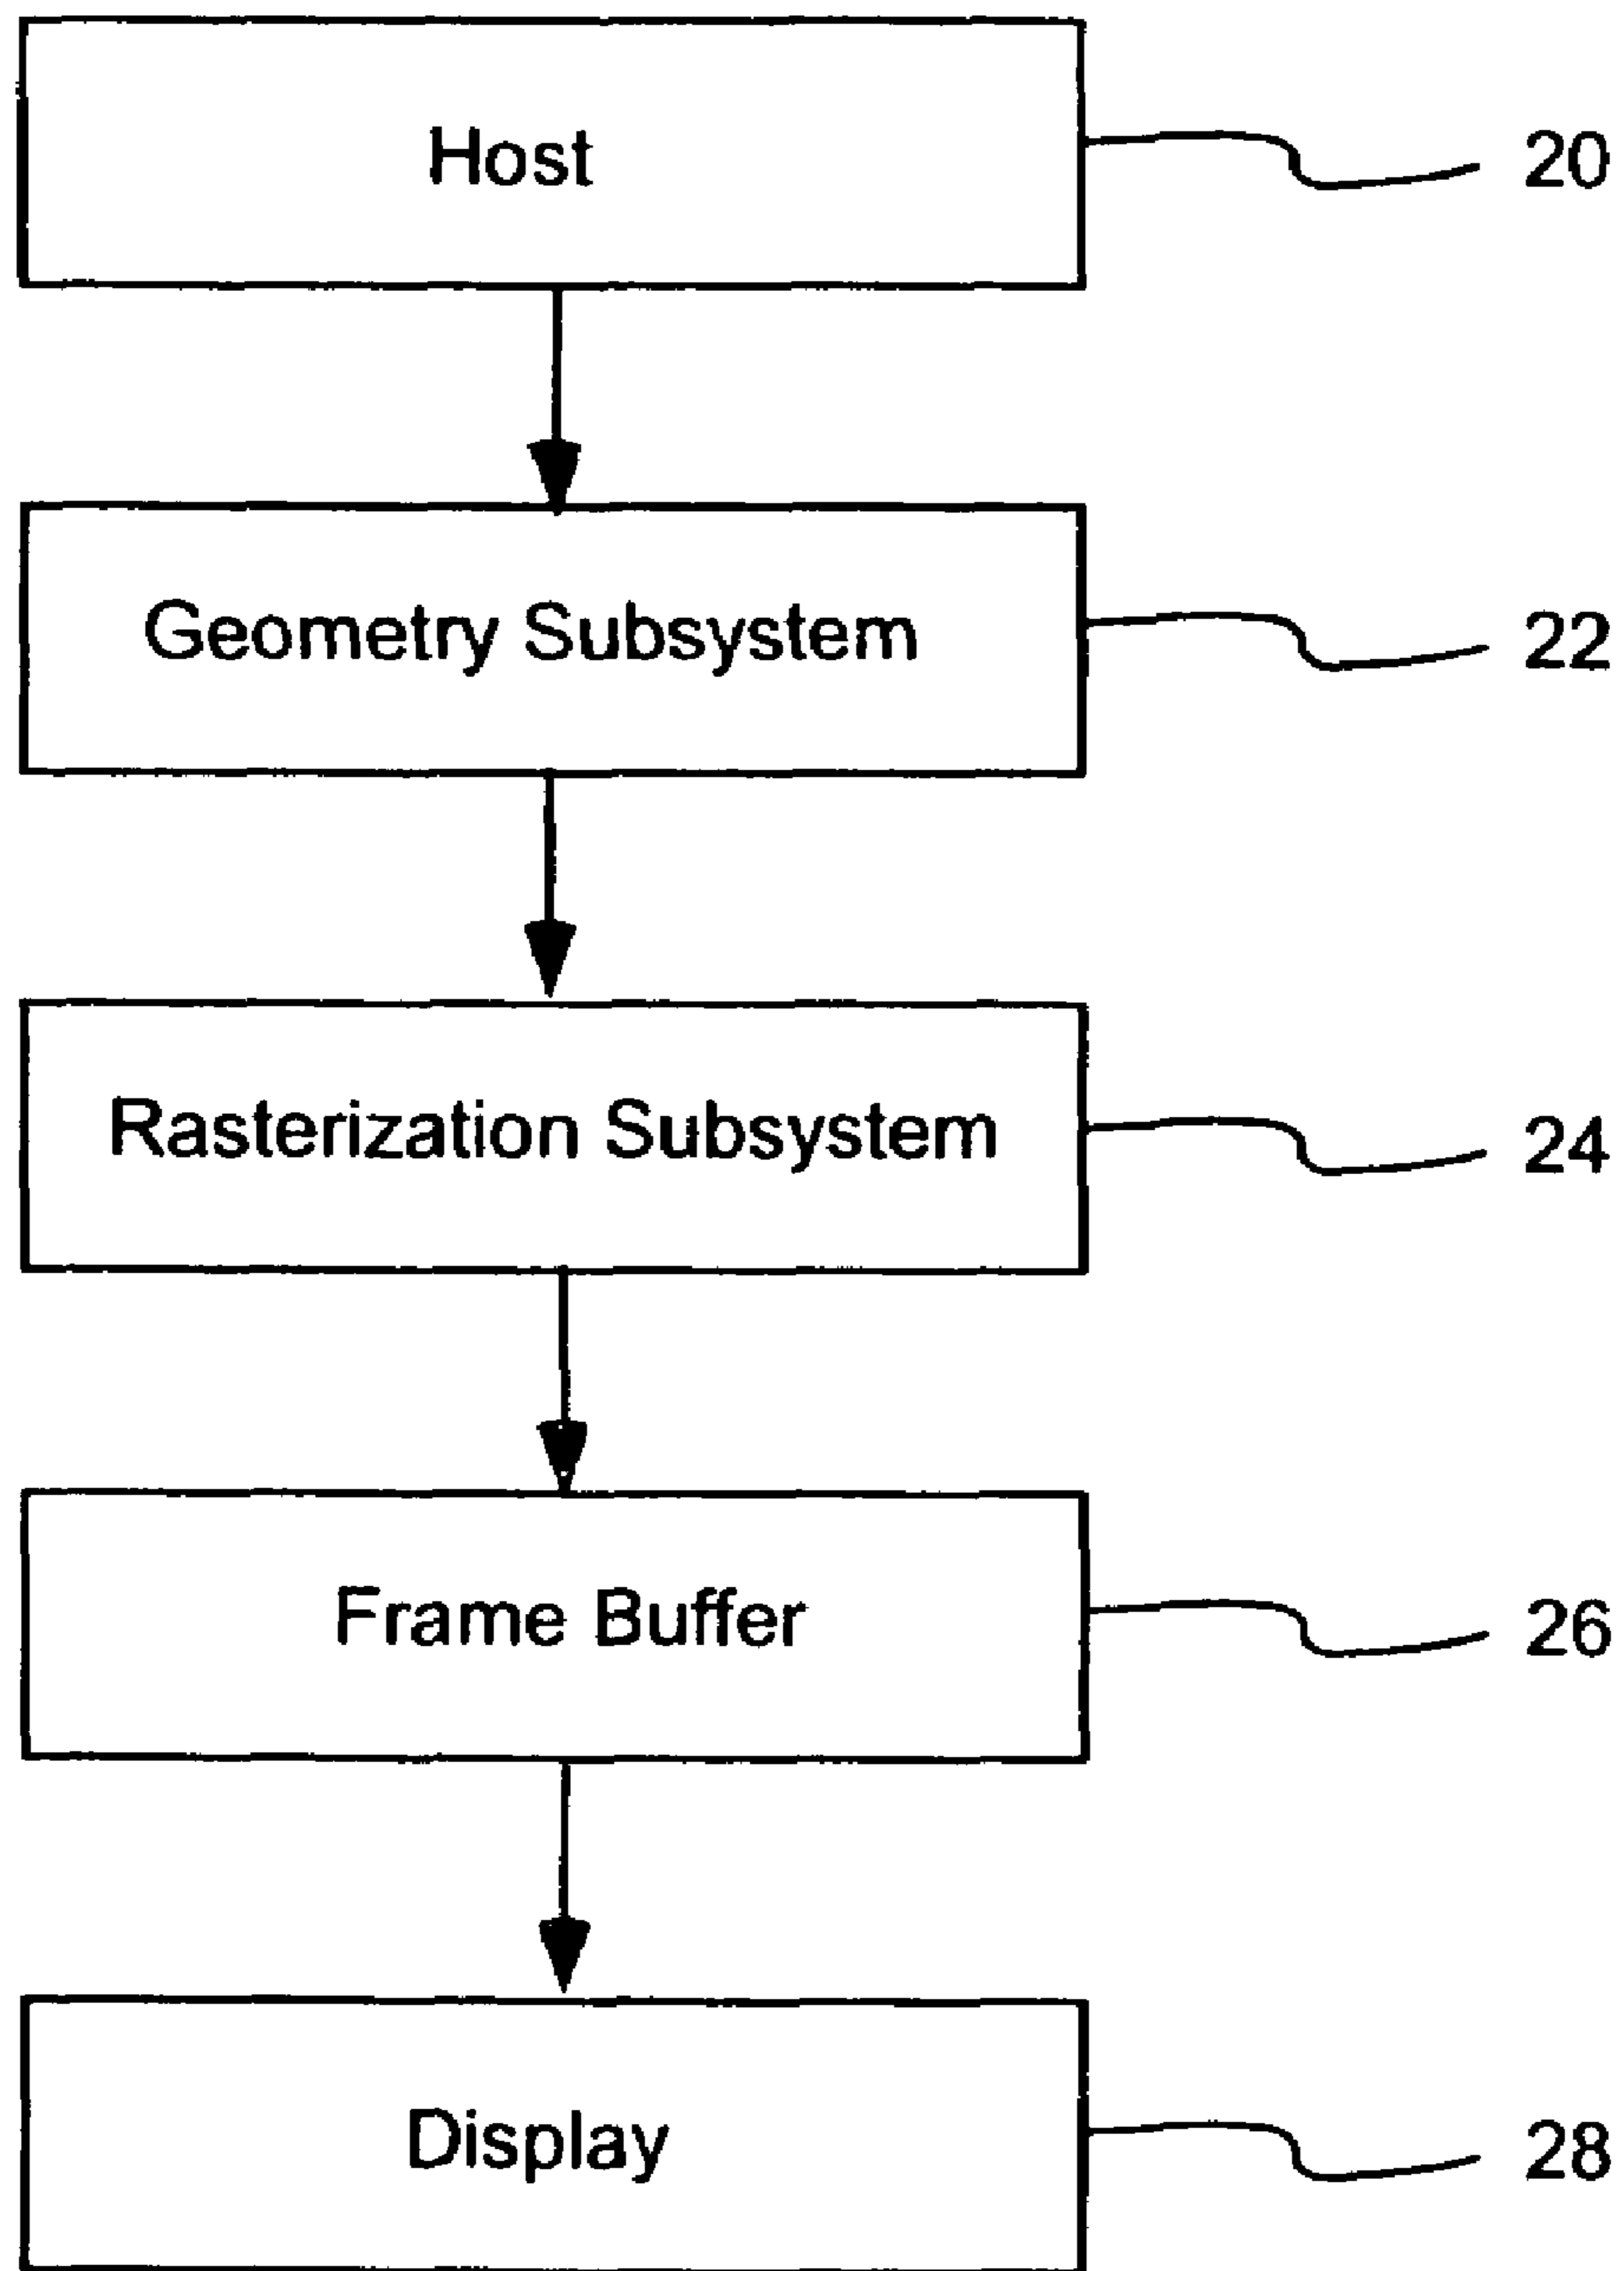 Host 20
Geometry Subsystem 22
Rasterization Subsystem 24
Frame Buffer 26
Display 28